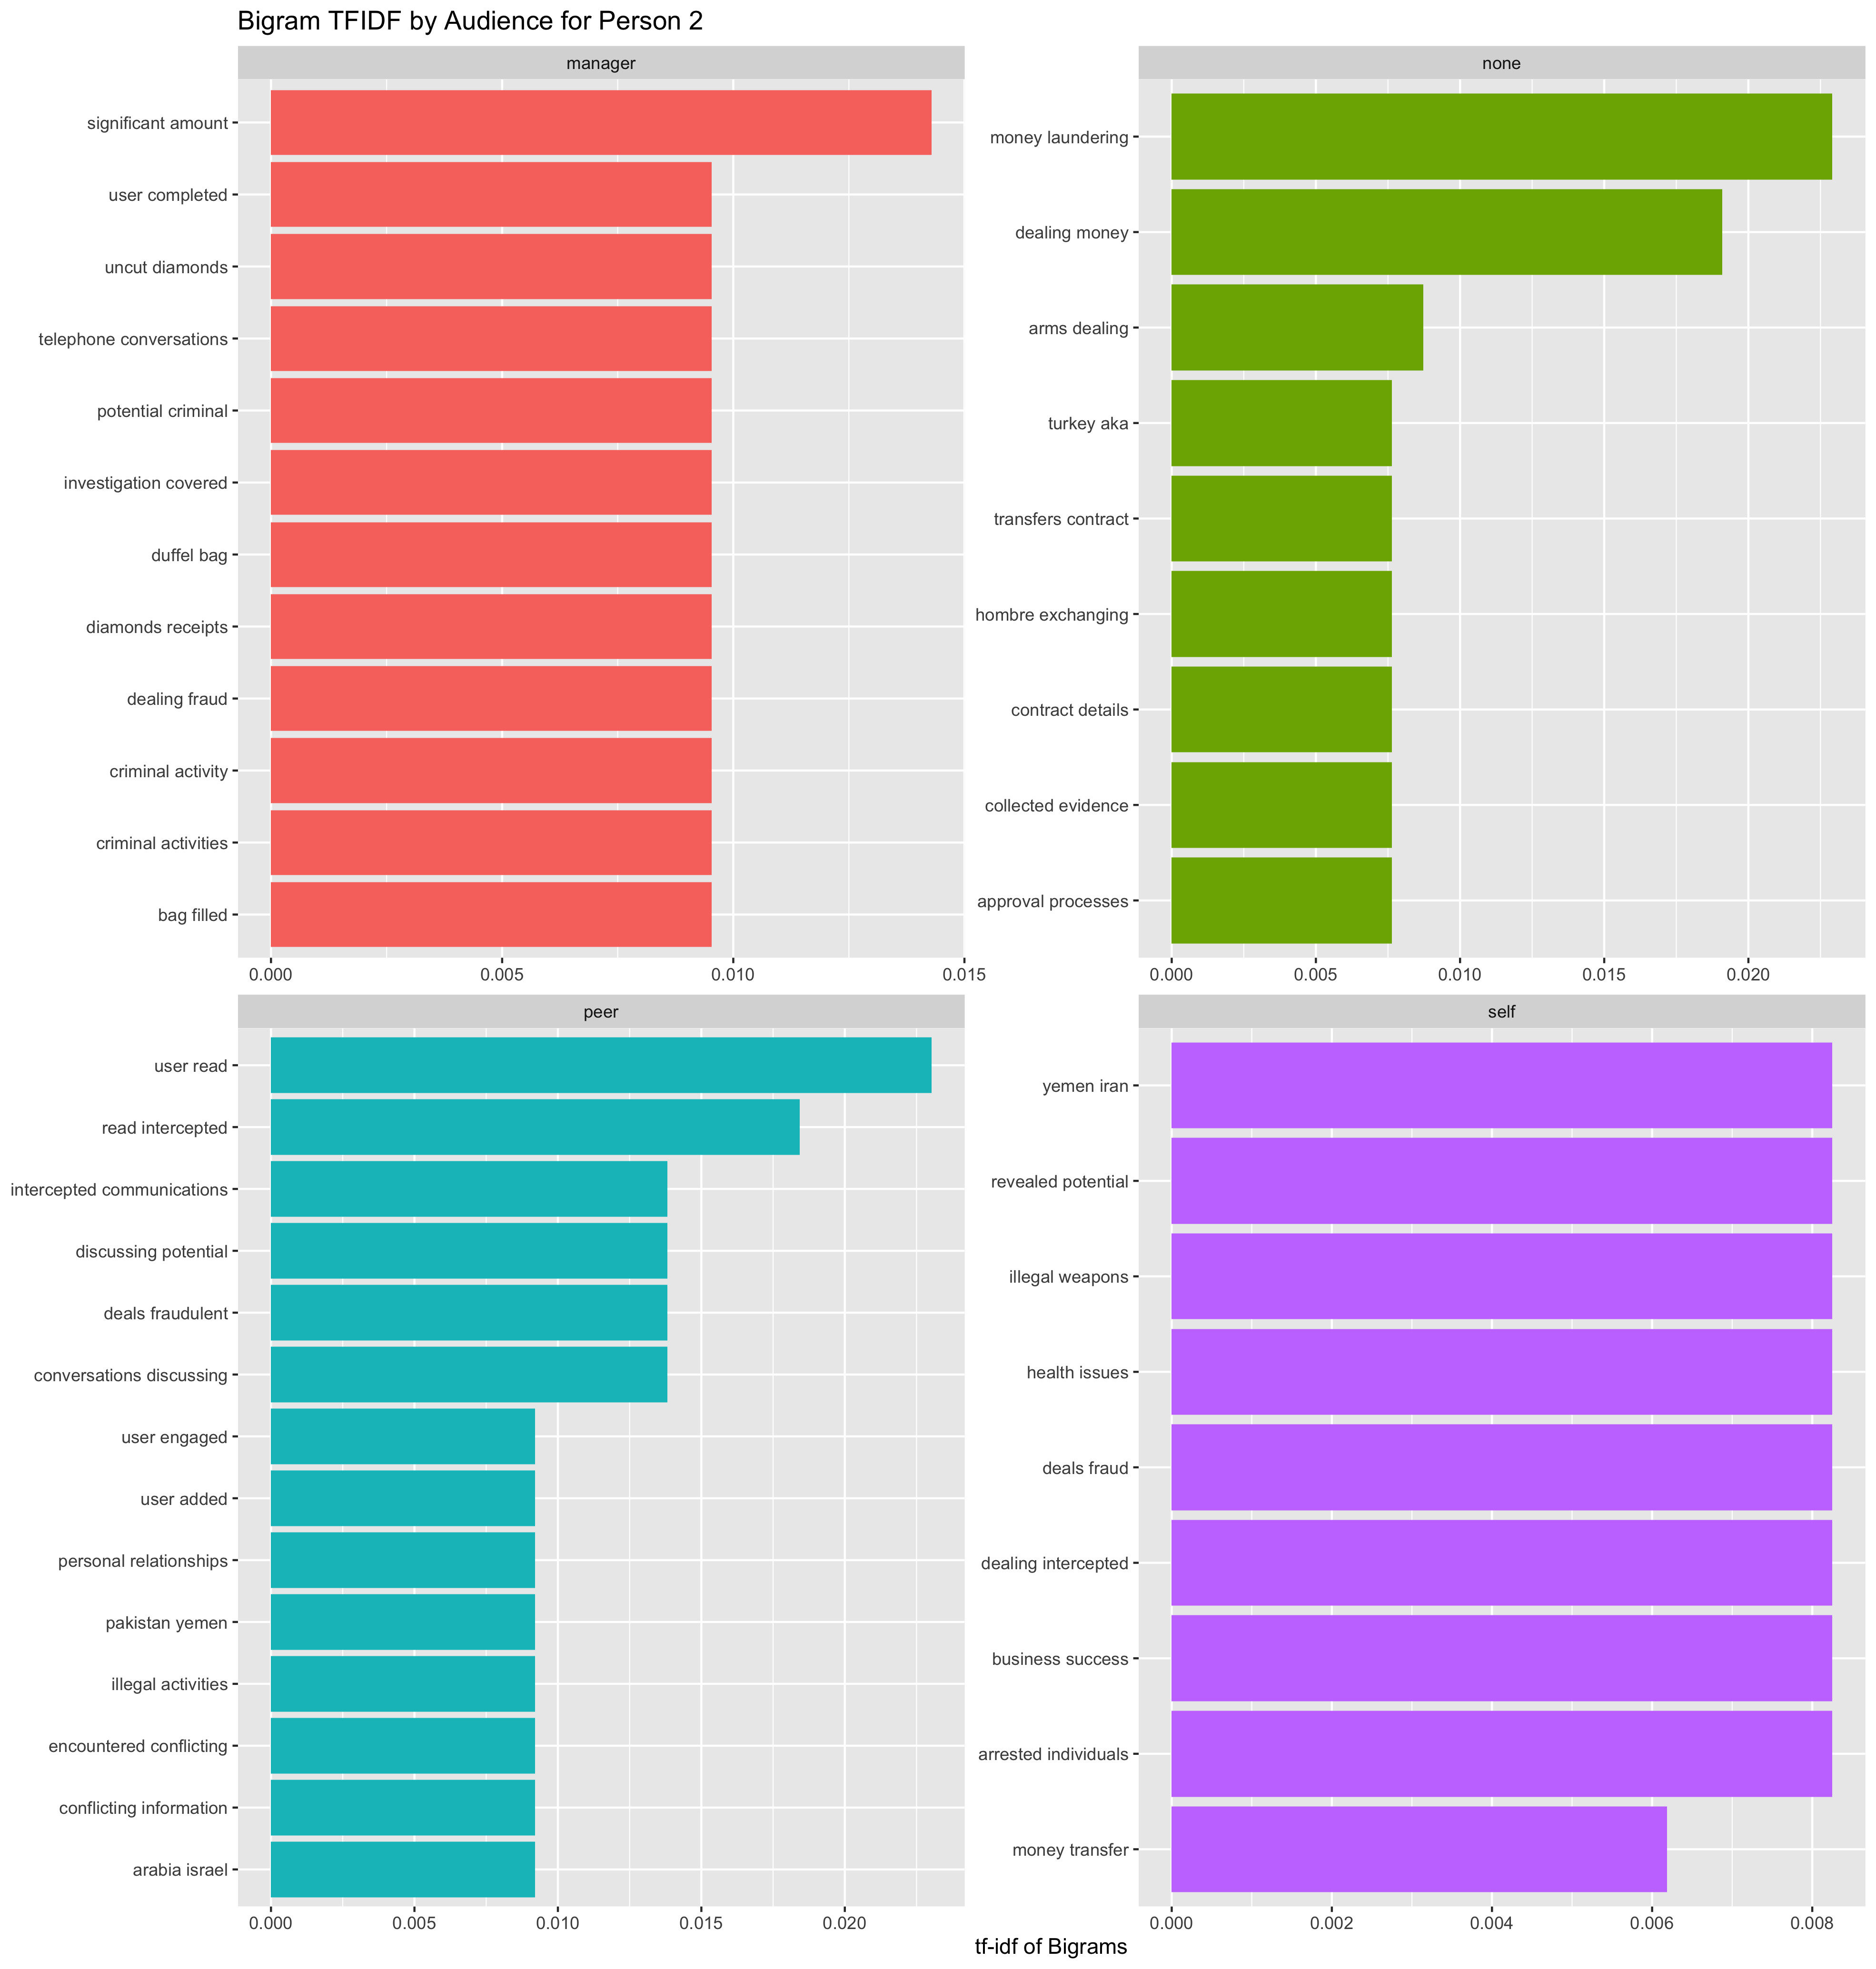 Bigram TFIDF by Audience for Person 2
manager
significant amount
user completed
uncut diamonds
telephone conversations
potential criminal
investigation covered
duffel bag
diamonds receipts
dealing fraud
criminal activity
criminal activities
bag filled
0.000 0.005 0.010 0.015
none
money laundering
dealing money
arms dealing
turkey aka
transfers contract
hombre exchanging
contract details
collected evidence
approval processes
0.000 0.005 0.010 0.015 0.020
peer
user read
read intercepted
intercepted communications
discussing potential
deals fraudulent
conversations discussing
user engaged
user added
personal relationships
pakistan yemen
illegal activities
encountered conflicting
conflicting information
arabia israel
0.000 0.005 0.010 0.015 0.020
self
yemen iran
revealed potential
illegal weapons
health issues
deals fraud
dealing intercepted
business success
arrested individuals
money transfer
0.000 0.002 0.004 0.006 0.008
tf-idf of Bigrams